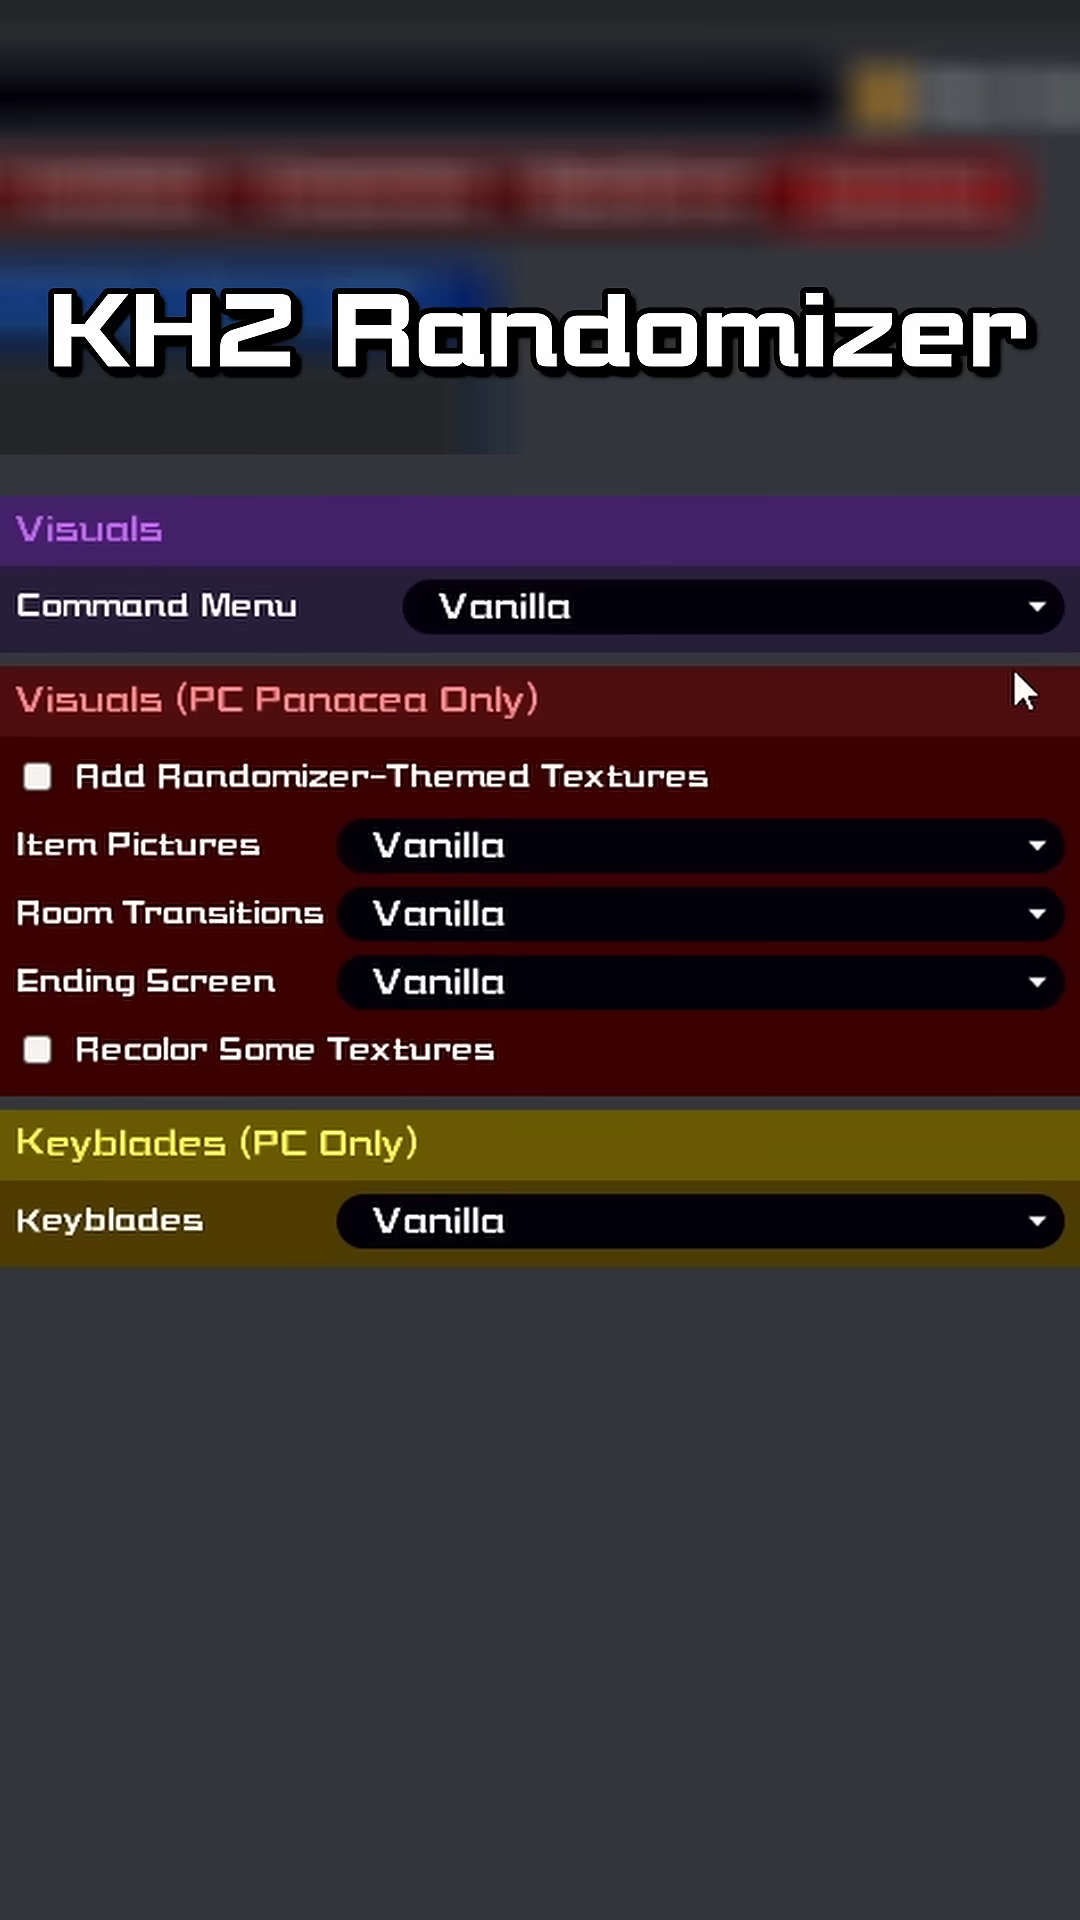 KH2 Randomizer
Visuals
Command Menu Vanilla
Visuals (PC Panacea Only)
Add Randomizer-Themed Textures
Item Pictures Vanilla
Room Transitions Vanilla
Ending Screen Vanilla
Recolor Some Textures
Keyblades (PC Only)
Keyblades Vanilla